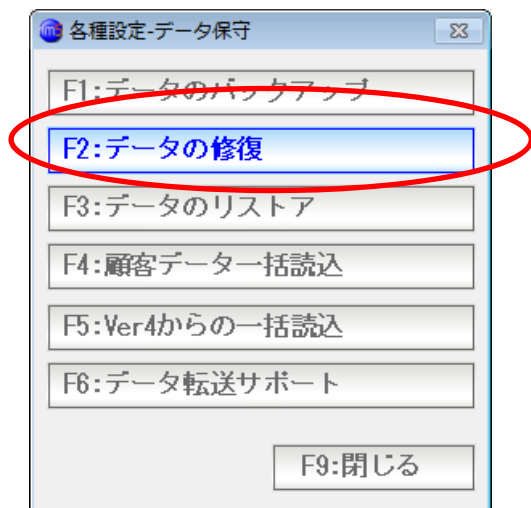 各種設定-データ保守
F1:データのバックアップ
F2:データの修復
F3:データのリストア
F4:顧客データ一括読込
F5:Ver4からの一括読込
F6:データ転送サポート
F9:閉じる